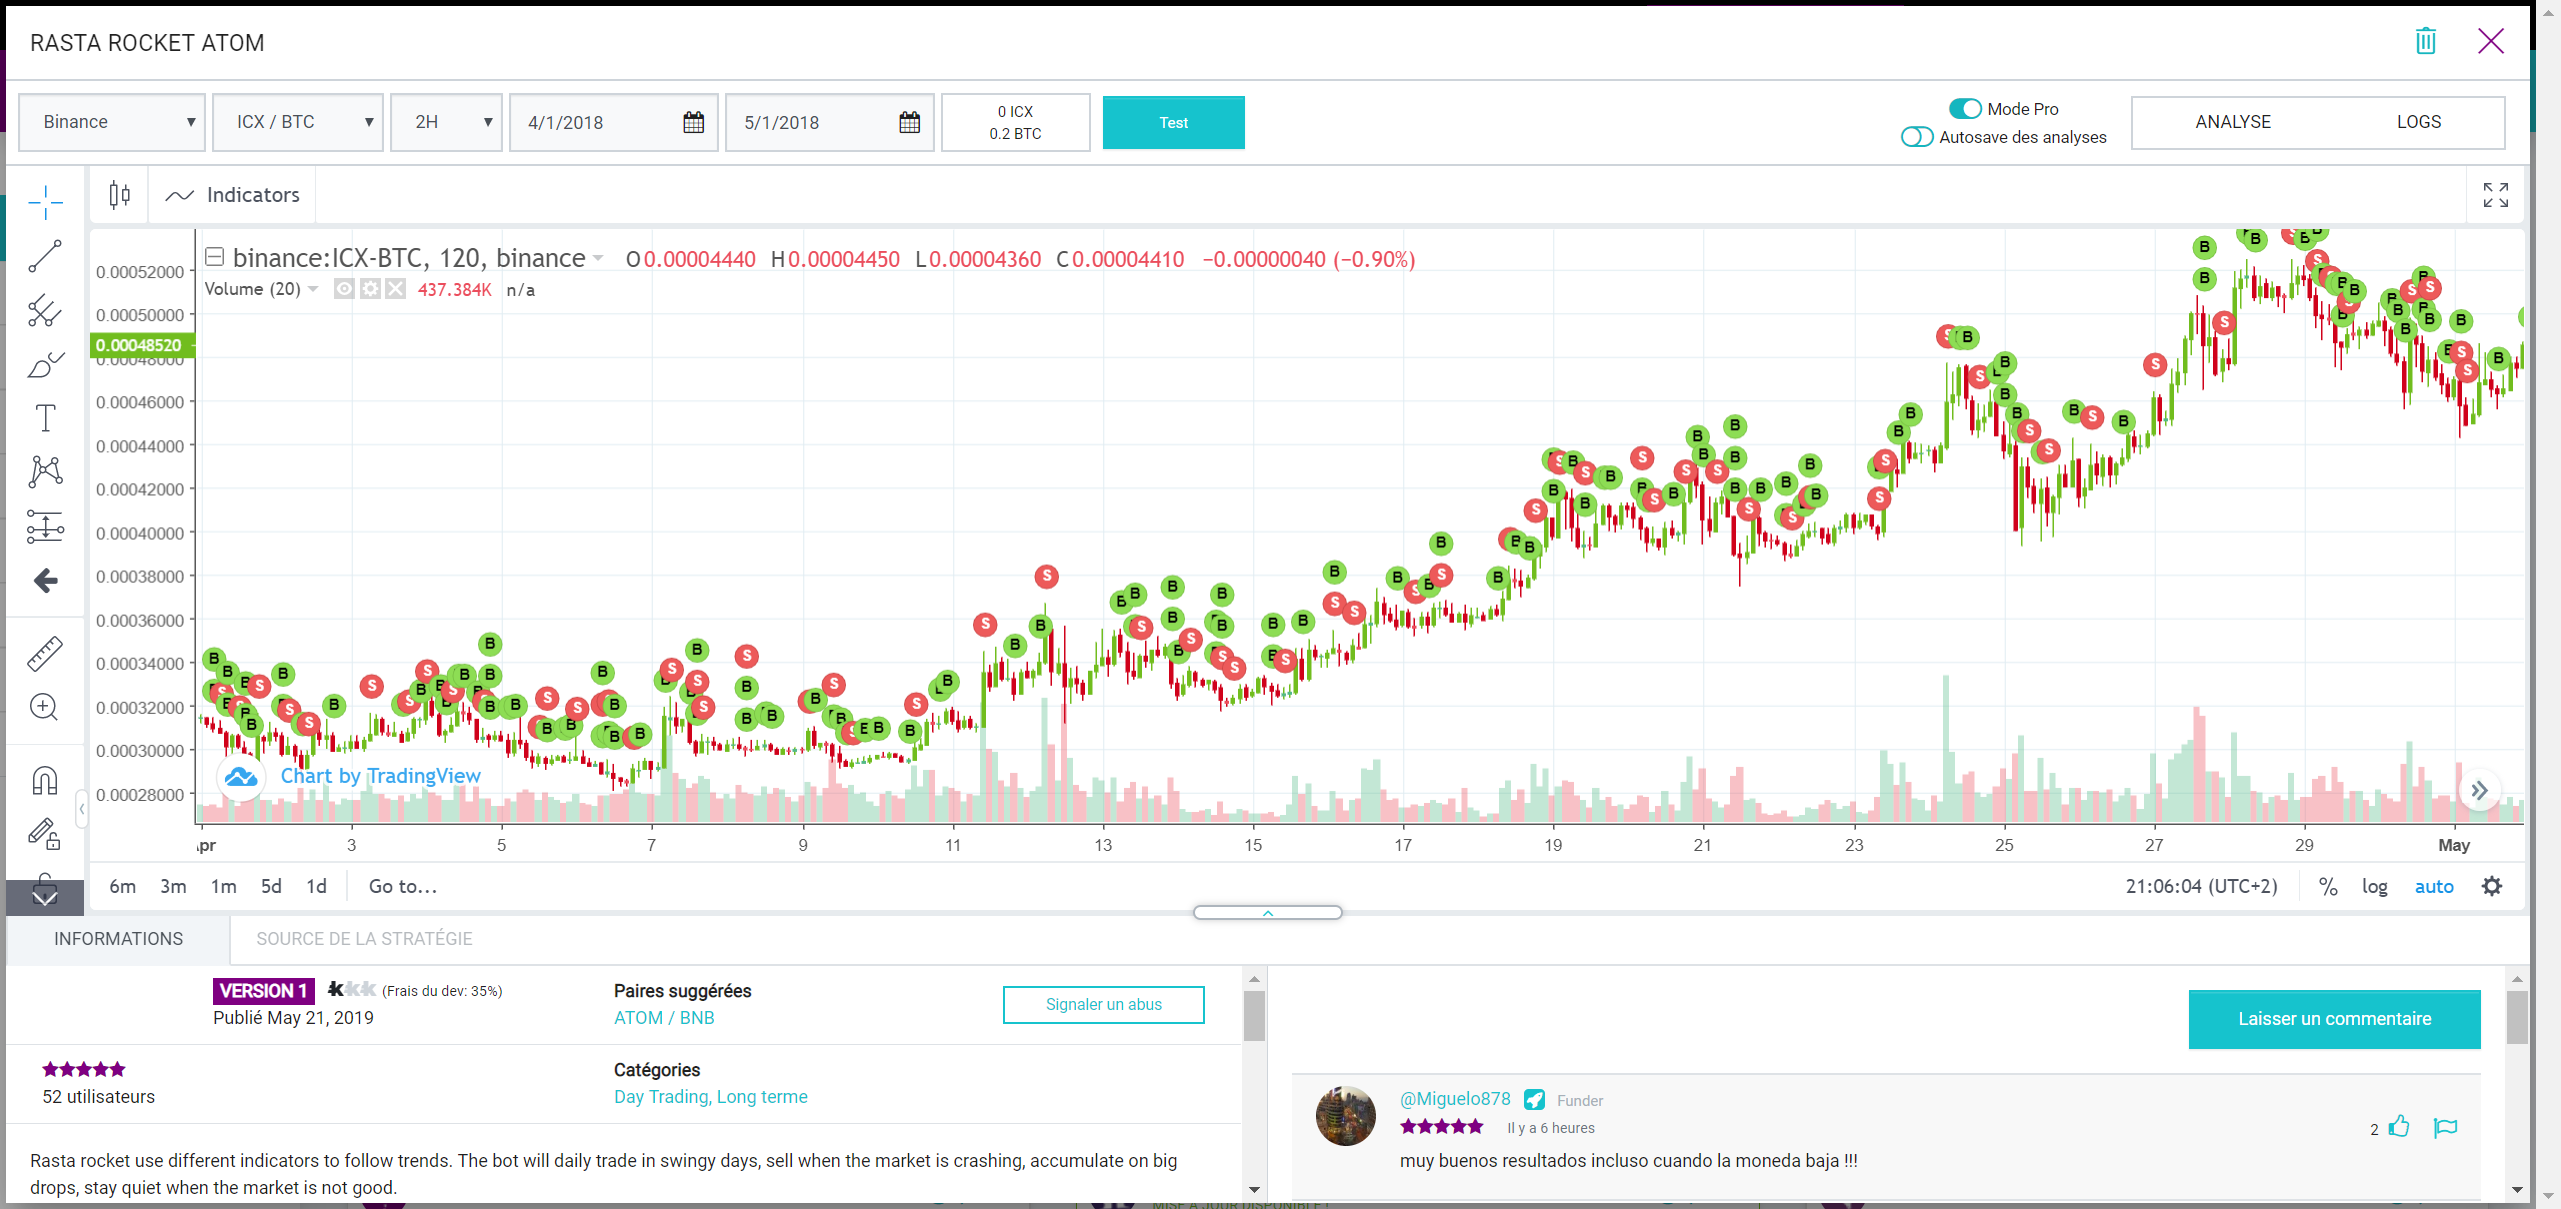 RASTA ROCKET ATOM
Binance
ICX / BTC
2H
4/1/2018
5/1/2018
0 ICX
0.2 BTC
Test
Mode Pro
Autosave des analyses
ANALYSE
LOGS
Indicators
binance:ICX-BTC, 120, binance O0.00004440 H0.00004450 L0.00004360 C0.00004410 −0.00000040 (−0.90%)
Volume (20) 437.384K n/a
0.00052000
0.00050000
0.00048520
0.00048000
0.00046000
0.00044000
0.00042000
0.00040000
0.00038000
0.00036000
0.00034000
0.00032000
0.00030000
0.00028000
Chart by TradingView
3 5 7 9 11 13 15 17 19 21 23 25 27 29 May
6m 3m 1m 5d 1d Go to...
21:06:04 (UTC+2) % log auto
INFORMATIONS
SOURCE DE LA STRATÉGIE
VERSION 1 (Frais du dev: 35%)
Publié May 21, 2019
Paires suggérées
ATOM / BNB
Signaler un abus
52 utilisateurs
Catégories
Day Trading, Long terme
Rasta rocket use different indicators to follow trends. The bot will daily trade in swingy days, sell when the market is crashing, accumulate on big
drops, stay quiet when the market is not good.
Laisser un commentaire
@Miguelo878 Funder
Il y a 6 heures
2
muy buenos resultados incluso cuando la moneda baja !!!
MISE À JOUR DISPONIBLE !